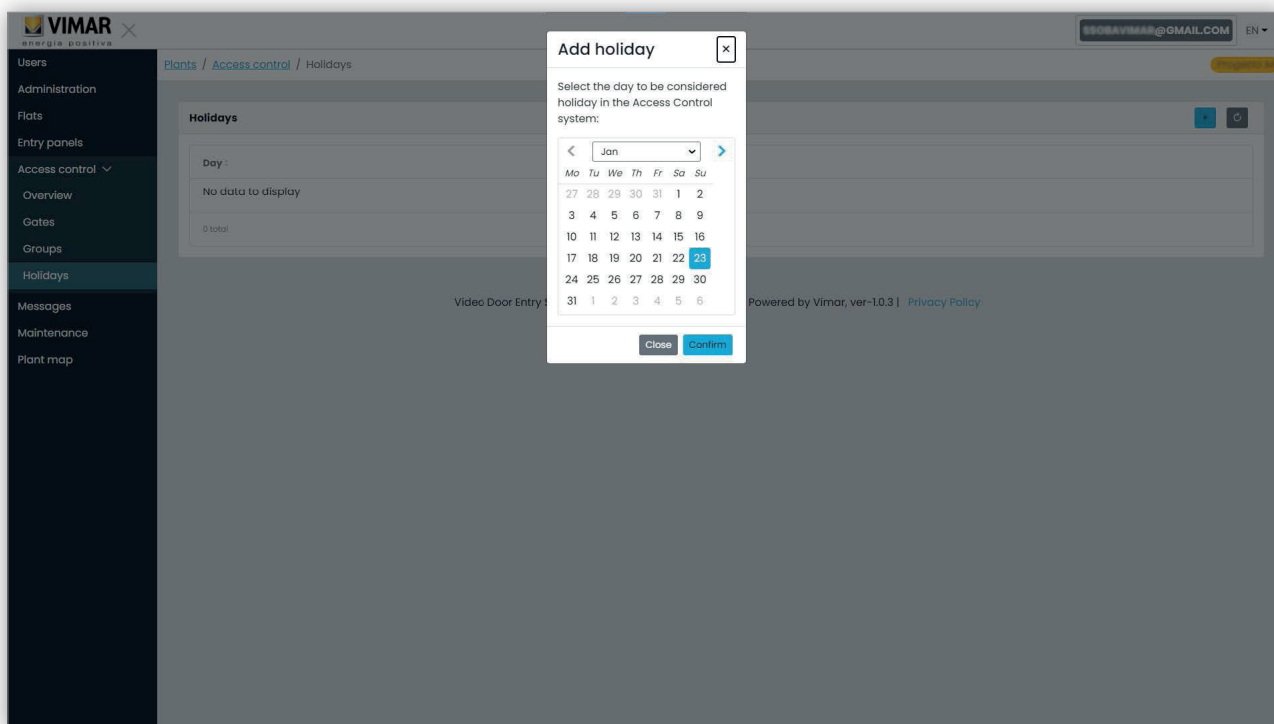 VIMAR
energia positiva
@GMAIL.COM
EN
Users
Administration
Flats
Entry panels
Access control
Overview
Gates
Groups
Holidays
Messages
Maintenance
Plant map
Plants / Access control / Holidays
Holidays
Day
No data to display
0 total
Add holiday
×
Select the day to be considered
holiday in the Access Control
system:
Jan
Mo Tu We Th Fr Sa Su
27 28 29 30 31 1 2
3 4 5 6 7 8 9
10 11 12 13 14 15 16
17 18 19 20 21 22 23
24 25 26 27 28 29 30
31 1 2 3 4 5 6
Close Confirm
Video Door Entry Powered by Vimar, ver-1.0.3 | Privacy Policy